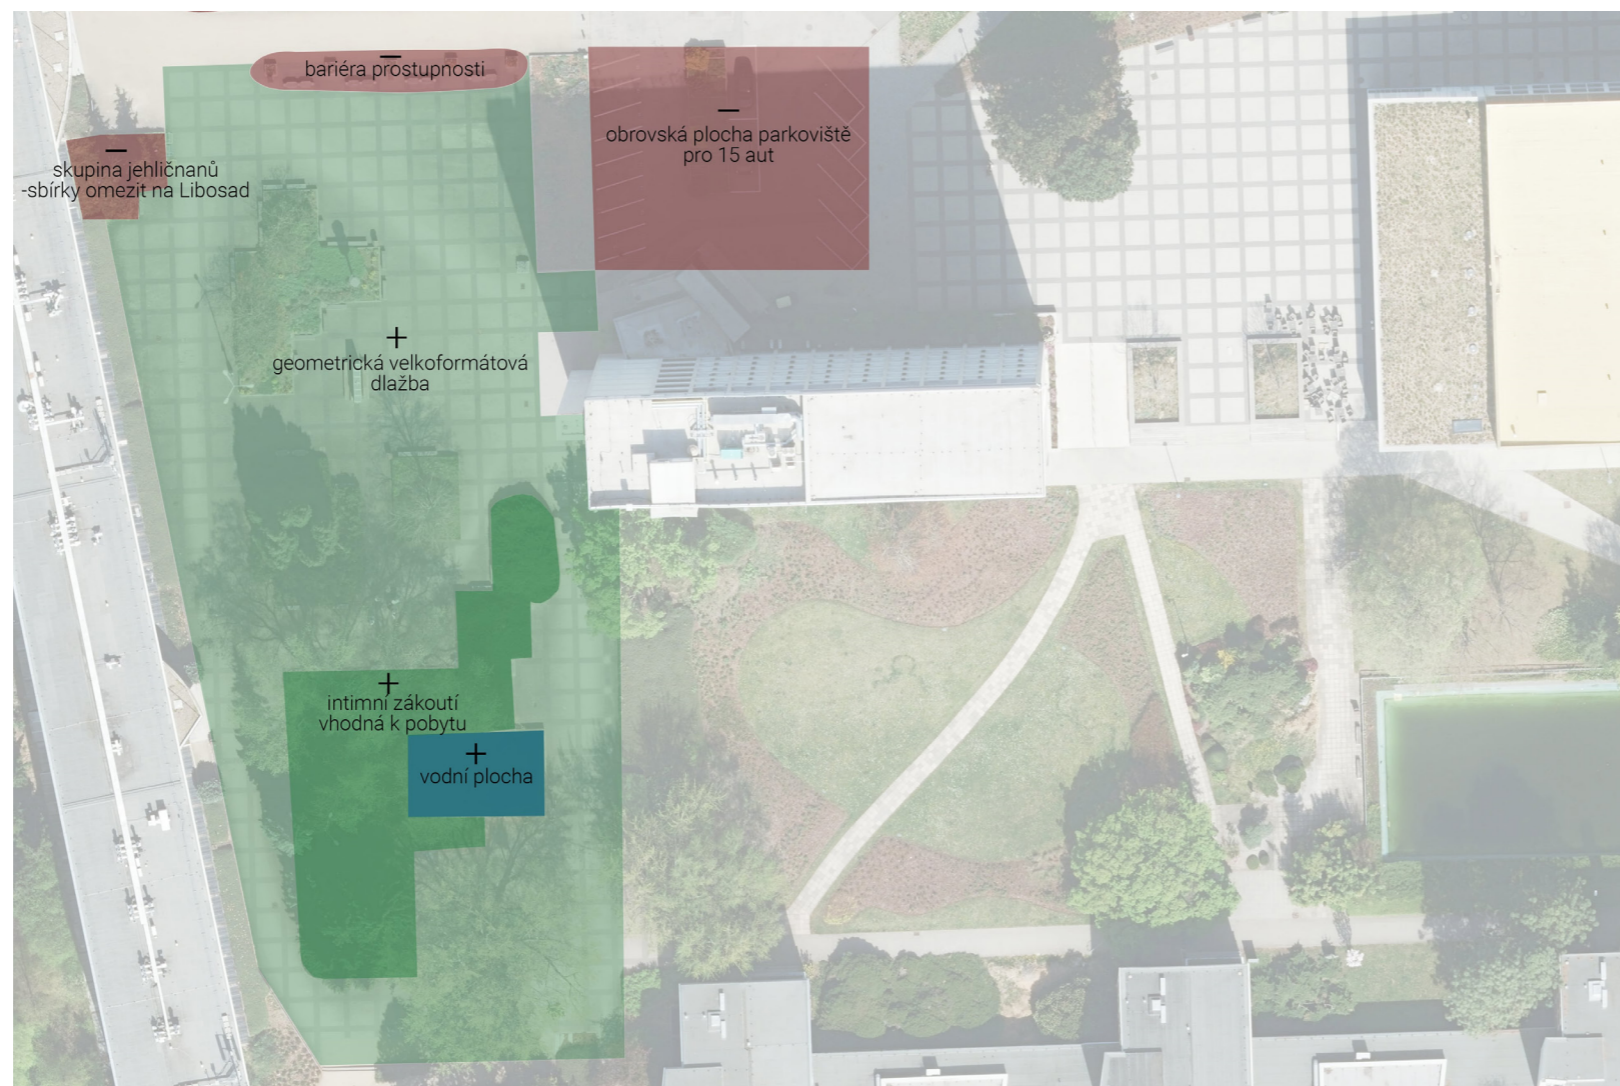 bariéra prostupnosti
obrovská plocha parkoviště
pro 15 aut
skupina jehličnanů
-sbírky omezit na Libosad
geometrická velkoformátová
dlažba
intimní zákoutí
vhodná k pobytu
vodní plocha